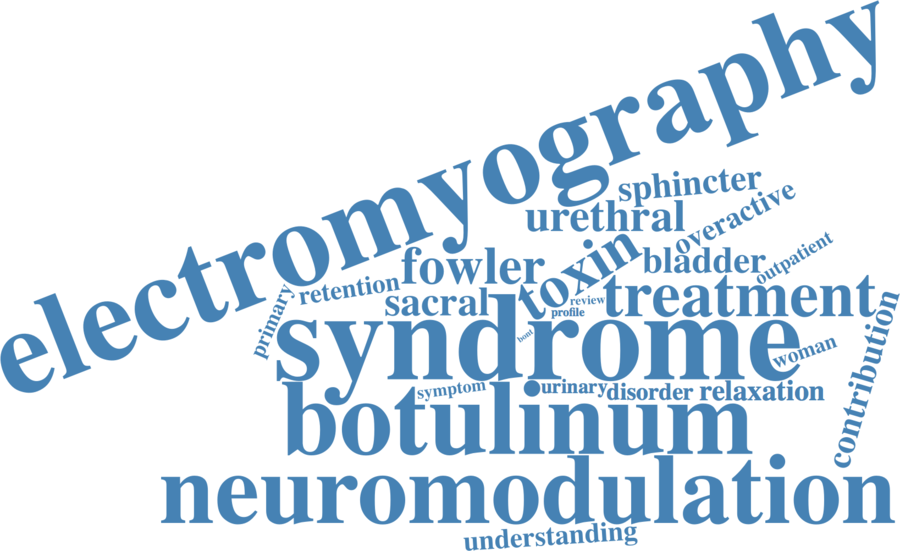 electromyography
sphincter
urethral
overactive
fowler
toxin
bladder
outpatient
retention
primary
sacral
review
profile
treatment
syndrome
bont
woman
contribution
symptom
urinary
disorder
relaxation
botulinum
neuromodulation
understanding